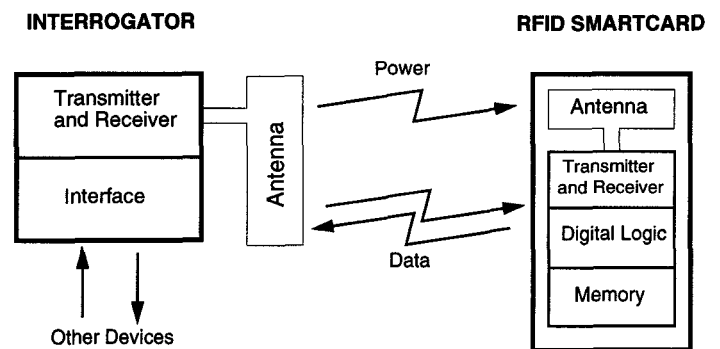 INTERROGATOR
Transmitter
and Receiver
Interface
Other Devices
Antenna
Power
Data
RFID SMARTCARD
Antenna
Transmitter
and Receiver
Digital Logic
Memory